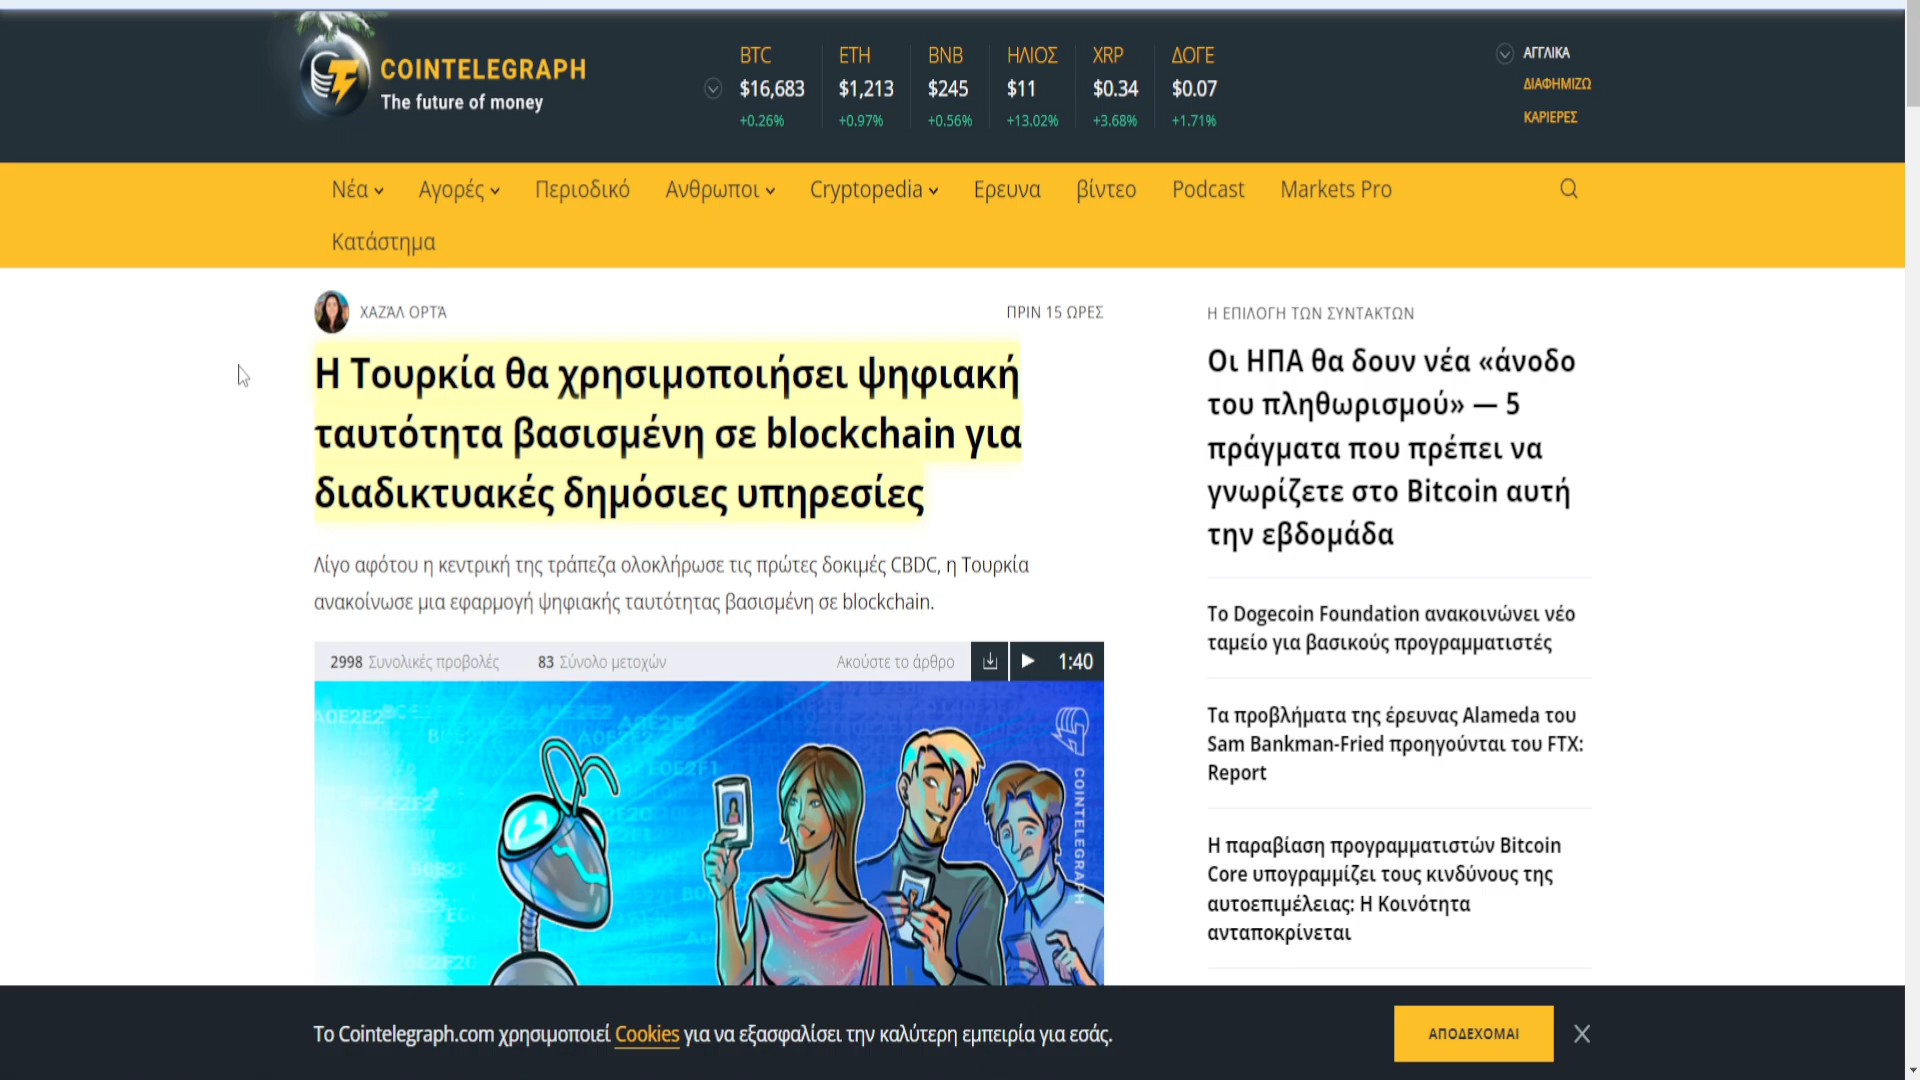 COINTELEGRAPH
The future of money
BTC
$16,683
+0.26%
ETH
$1,213
+0.97%
BNB
$245
+0.56%
ΗΛΙΟΣ
$11
+13.02%
XRP
$0.34
+3.68%
ΔΟΓΕ
$0.07
+1.71%
ΑΓΓΛΙΚΑ
ΔΙΑΦΗΜΙΖΩ
ΚΑΡΙΕΡΕΣ
Νέα Αγορές Περιοδικό Ανθρωποι Cryptopedia Ερευνα βίντεο Podcast Markets Pro
Κατάστημα
ΧΑΖΆΛ ΟΡΤΆ
ΠΡΙΝ 15 ΩΡΕΣ
Η Τουρκία θα χρησιμοποιήσει ψηφιακή
ταυτότητα βασισμένη σε blockchain για
διαδικτυακές δημόσιες υπηρεσίες
Λίγο αφότου η κεντρική της τράπεζα ολοκλήρωσε τις πρώτες δοκιμές CBDC, η Τουρκία
ανακοίνωσε μια εφαρμογή ψηφιακής ταυτότητας βασισμένη σε blockchain.
2998 Συνολικές προβολές 83 Σύνολο μετοχών Ακούστε το άρθρο 1:40
COINTELEGRAPH
Η ΕΠΙΛΟΓΗ ΤΩΝ ΣΥΝΤΑΚΤΩΝ
Οι ΗΠΑ θα δουν νέα «άνοδο
του πληθωρισμού» — 5
πράγματα που πρέπει να
γνωρίζετε στο Bitcoin αυτή
την εβδομάδα
Το Dogecoin Foundation ανακοινώνει νέο
ταμείο για βασικούς προγραμματιστές
Τα προβλήματα της έρευνας Alameda του
Sam Bankman-Fried προηγούνται του FTX:
Report
Η παραβίαση προγραμματιστών Bitcoin
Core υπογραμμίζει τους κινδύνους της
αυτοεπιμέλειας: Η Κοινότητα
ανταποκρίνεται
Το Cointelegraph.com χρησιμοποιεί Cookies για να εξασφαλίσει την καλύτερη εμπειρία για εσάς.
ΑΠΟΔΕΧΟΜΑΙ